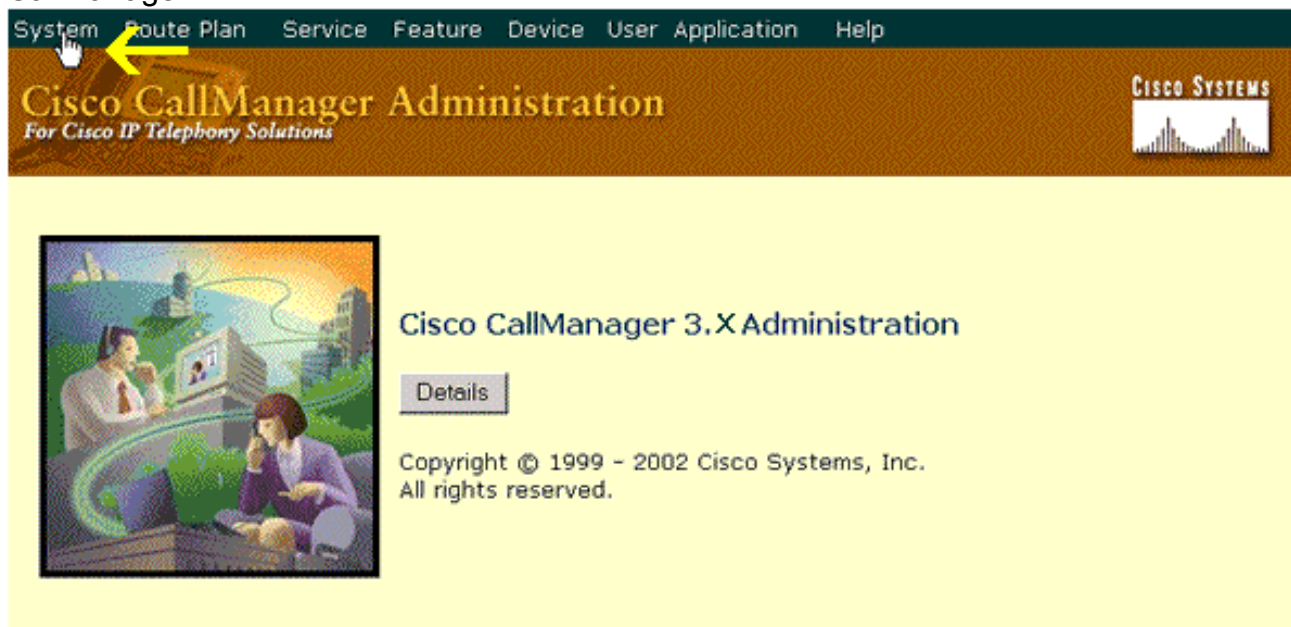 System Route Plan Service Feature Device User Application Help
Cisco CallManager Administration
For Cisco IP Telephony Solutions
CISCO SYSTEMS
Cisco CallManager 3.X Administration
Details
Copyright © 1999 - 2002 Cisco Systems, Inc.
All rights reserved.